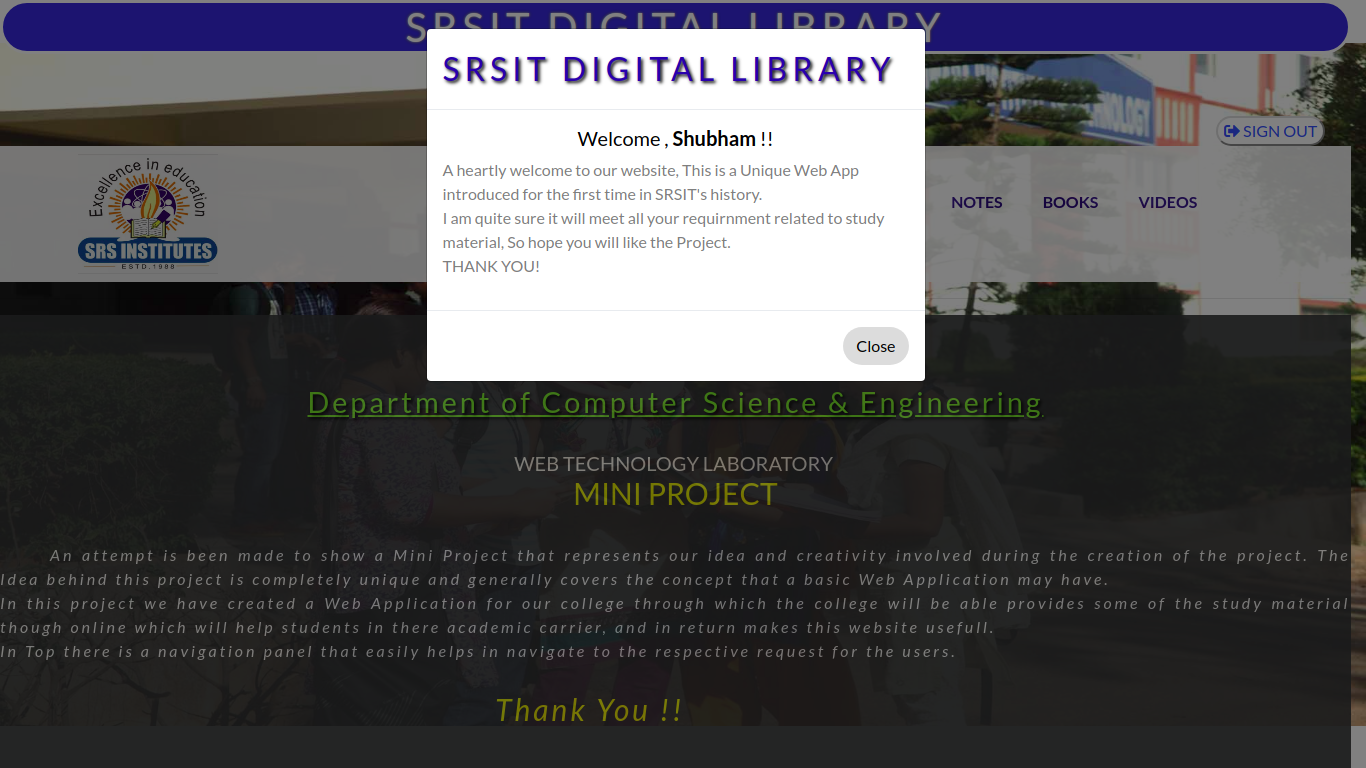 SRSIT DIGITAL LIBRARY
SRSIT DIGITAL LIBRARY
TECHNOLOGY
SIGN OUT
Excellence in education
SRS INSTITUTES
ESTD.1988
NOTES BOOKS VIDEOS
Welcome , Shubham !!
A heartly welcome to our website, This is a Unique Web App
introduced for the first time in SRSIT's history.
I am quite sure it will meet all your requirnment related to study
material, So hope you will like the Project.
THANK YOU!
Close
Department of Computer Science & Engineering
WEB TECHNOLOGY LABORATORY
MINI PROJECT
An attempt is been made to show a Mini Project that represents our idea and creativity involved during the creation of the project. The
Idea behind this project is completely unique and generally covers the concept that a basic Web Application may have.
In this project we have created a Web Application for our college through which the college will be able provides some of the study material
though online which will help students in there academic carrier, and in return makes this website usefull.
In Top there is a navigation panel that easily helps in navigate to the respective request for the users.
Thank You !!